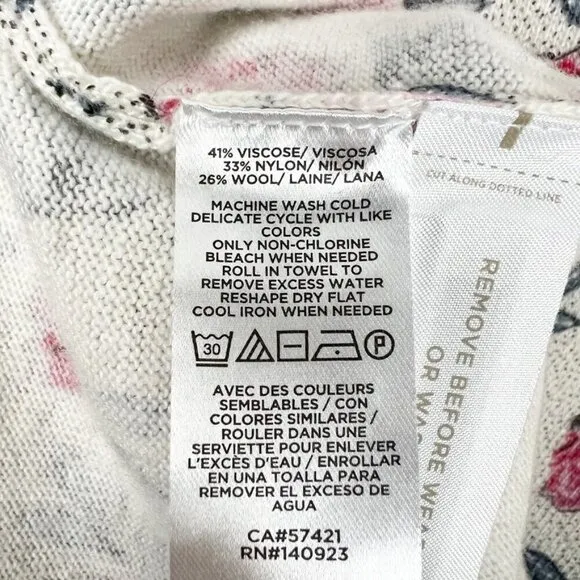 41% VISCOSE/ VISCOSA
33% NYLON/ NILÓN
26% WOOL/ LAINE/ LANA
MACHINE WASH COLD
DELICATE CYCLE WITH LIKE
COLORS
ONLY NON-CHLORINE
BLEACH WHEN NEEDED
ROLL IN TOWEL TO
REMOVE EXCESS WATER
RESHAPE DRY FLAT
COOL IRON WHEN NEEDED
30 P
AVEC DES COULEURS
SEMBLABLES / CON
COLORES SIMILARES /
ROULER DANS UNE
SERVIETTE POUR ENLEVER
L'EXCÈS D'EAU / ENROLLAR
EN UNA TOALLA PARA
REMOVER EL EXCESO DE
AGUA
CA#57421
RN#140923
CUT ALONG DOTTED LINE
REMOVE BEFORE WEAR
OR WAS